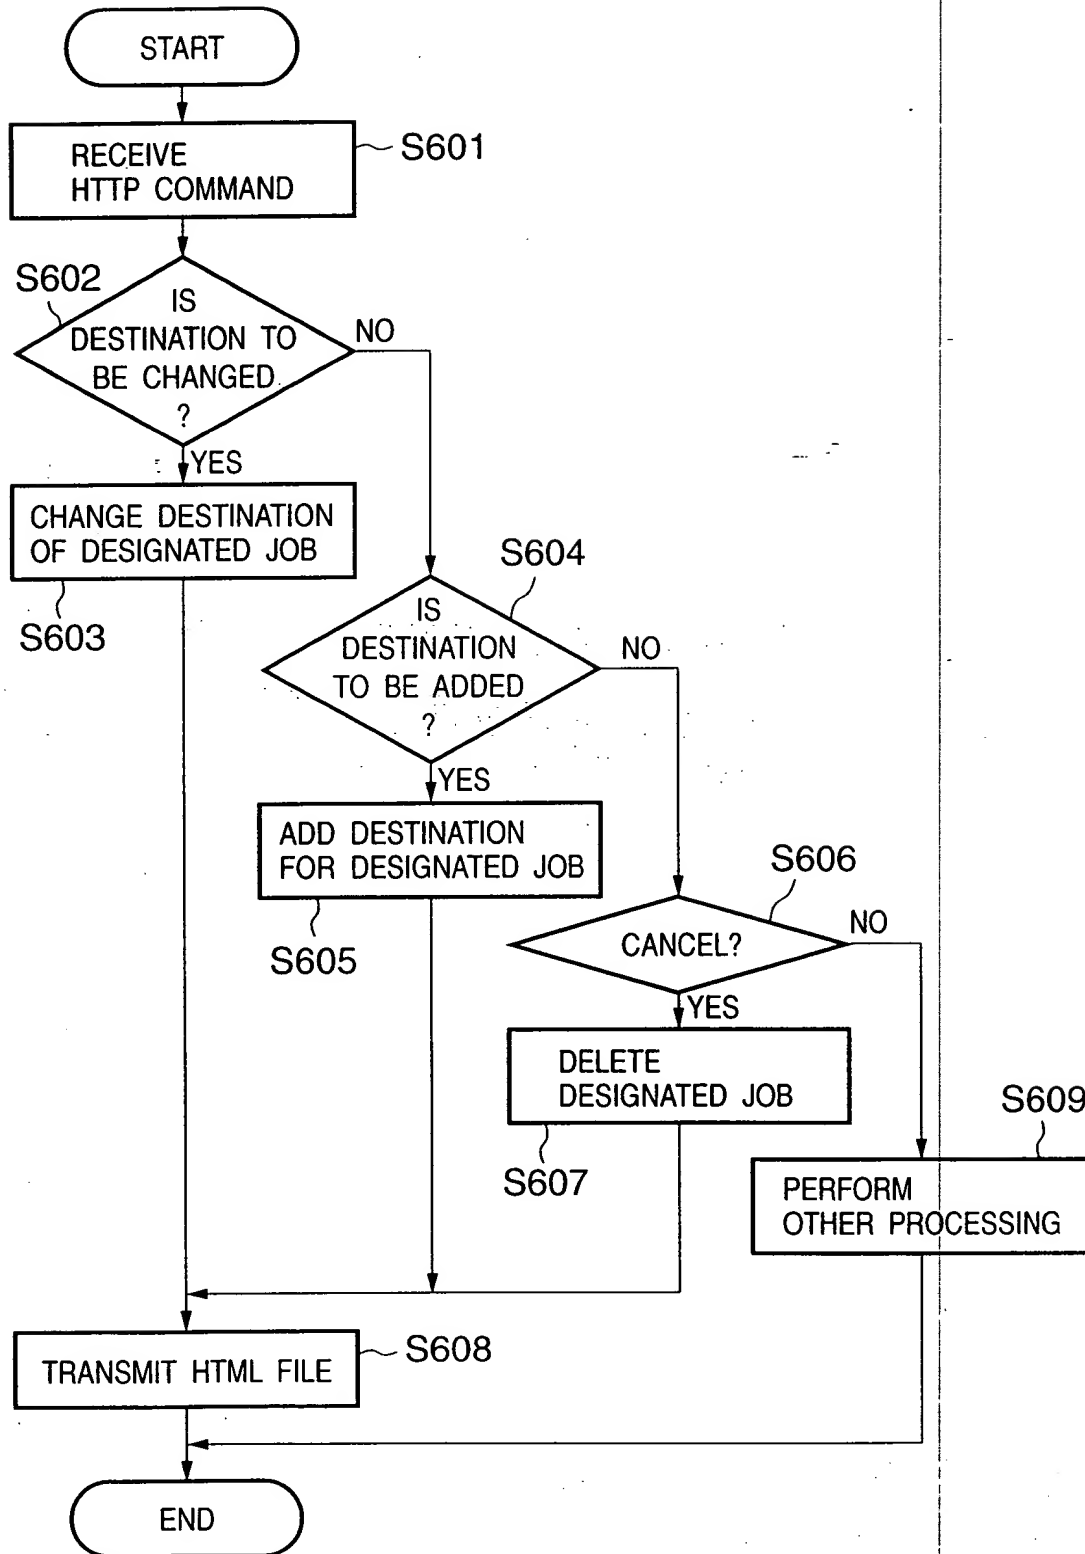 START
RECEIVE
HTTP COMMAND
S601
S602
IS
DESTINATION TO
BE CHANGED
?
NO
YES
CHANGE DESTINATION
OF DESIGNATED JOB
S603
S604
IS
DESTINATION
TO BE ADDED
?
NO
YES
ADD DESTINATION
FOR DESIGNATED JOB
S605
S606
CANCEL?
NO
YES
DELETE
DESIGNATED JOB
S607
S609
PERFORM
OTHER PROCESSING
TRANSMIT HTML FILE
S608
END